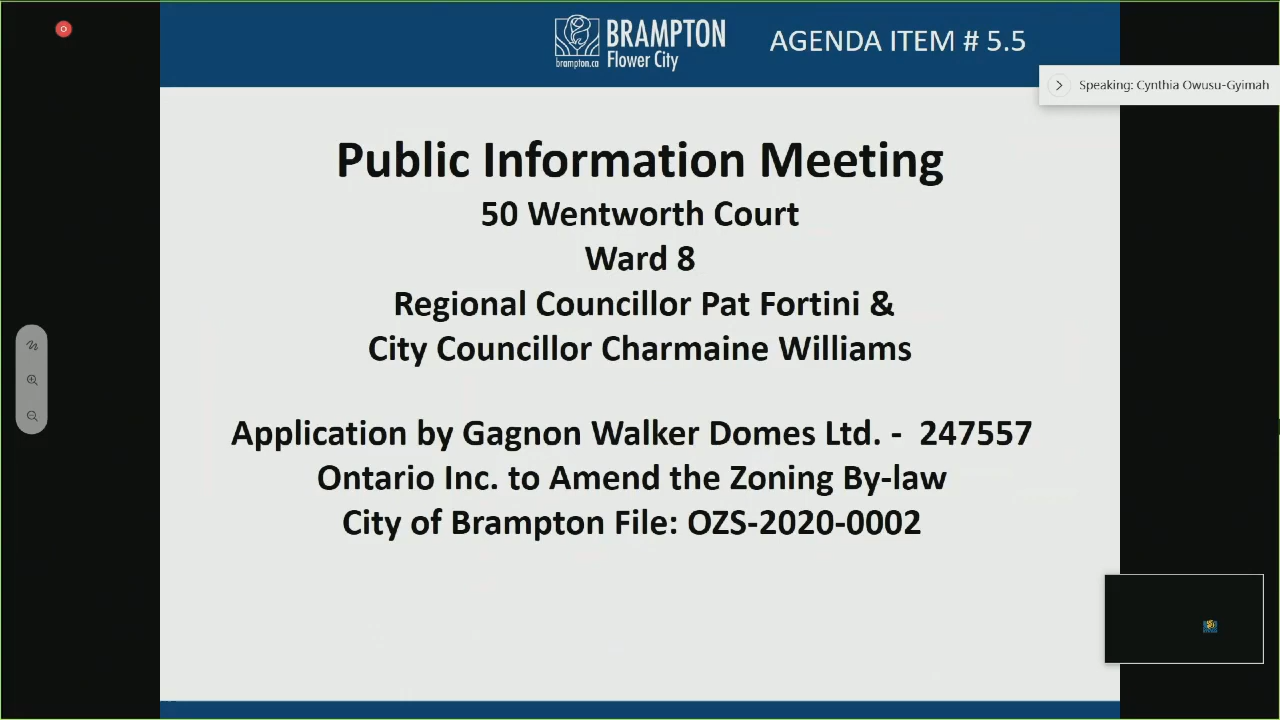 BRAMPTON
brampton.ca
Flower City
AGENDA ITEM # 5.5
Speaking: Cynthia Owusu-Gyimah
Public Information Meeting
50 Wentworth Court
Ward 8
Regional Councillor Pat Fortini &
City Councillor Charmaine Williams
Application by Gagnon Walker Domes Ltd. - 247557
Ontario Inc. to Amend the Zoning By-law
City of Brampton File: OZS-2020-0002